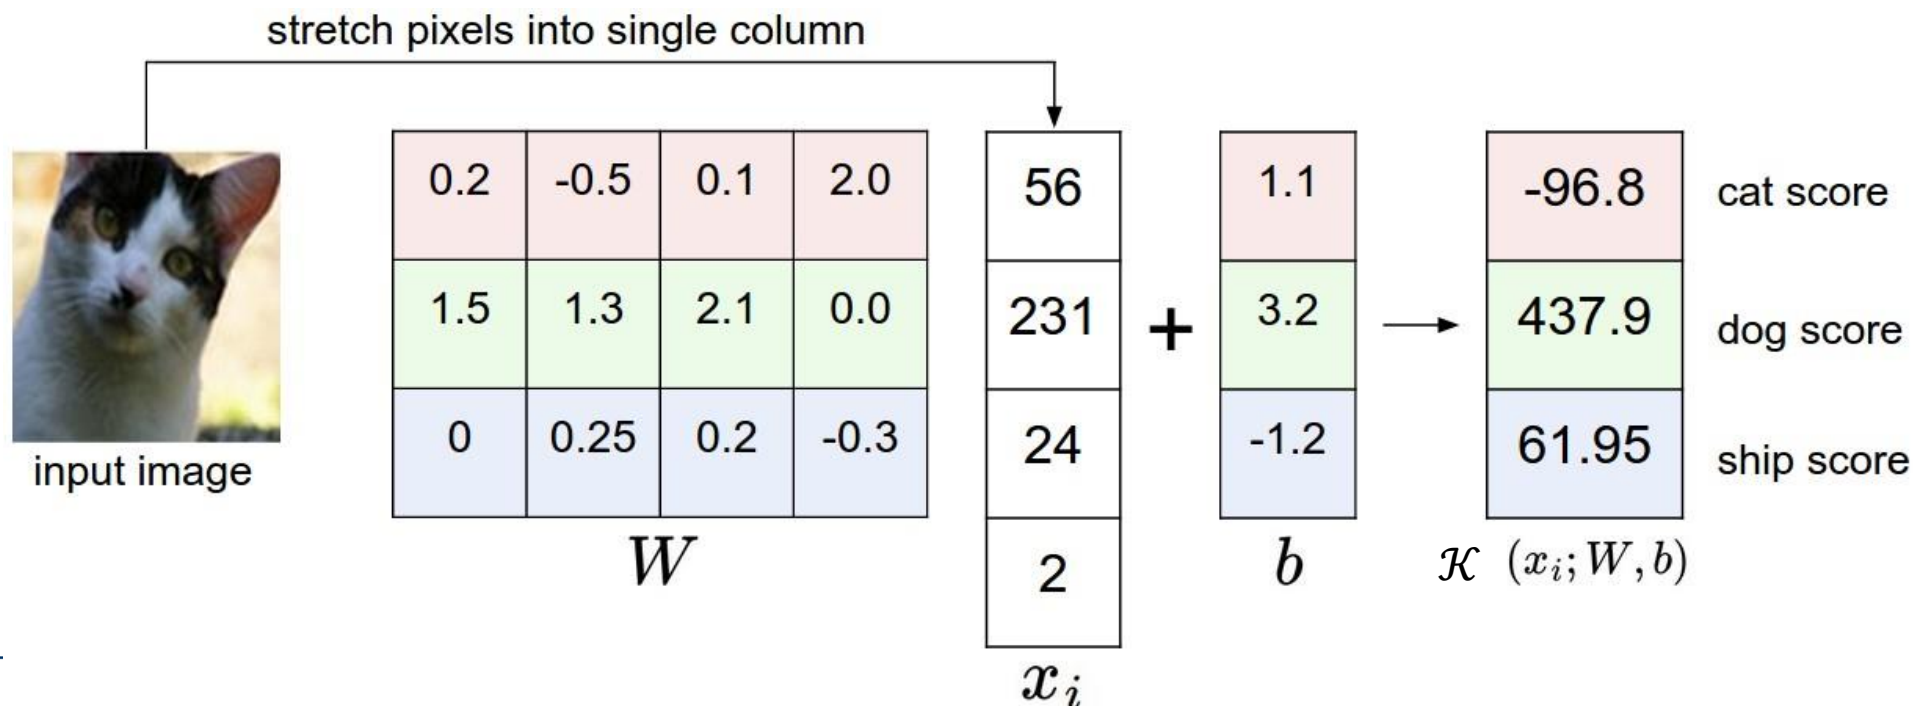 stretch pixels into single column
0.2 -0.5 0.1 2.0
1.5 1.3 2.1 0.0
0 0.25 0.2 -0.3
W
56
231
24
2
x_i
+
1.1
3.2
-1.2
b
-96.8 cat score
437.9 dog score
61.95 ship score
𝒦 (x_i; W, b)
input image